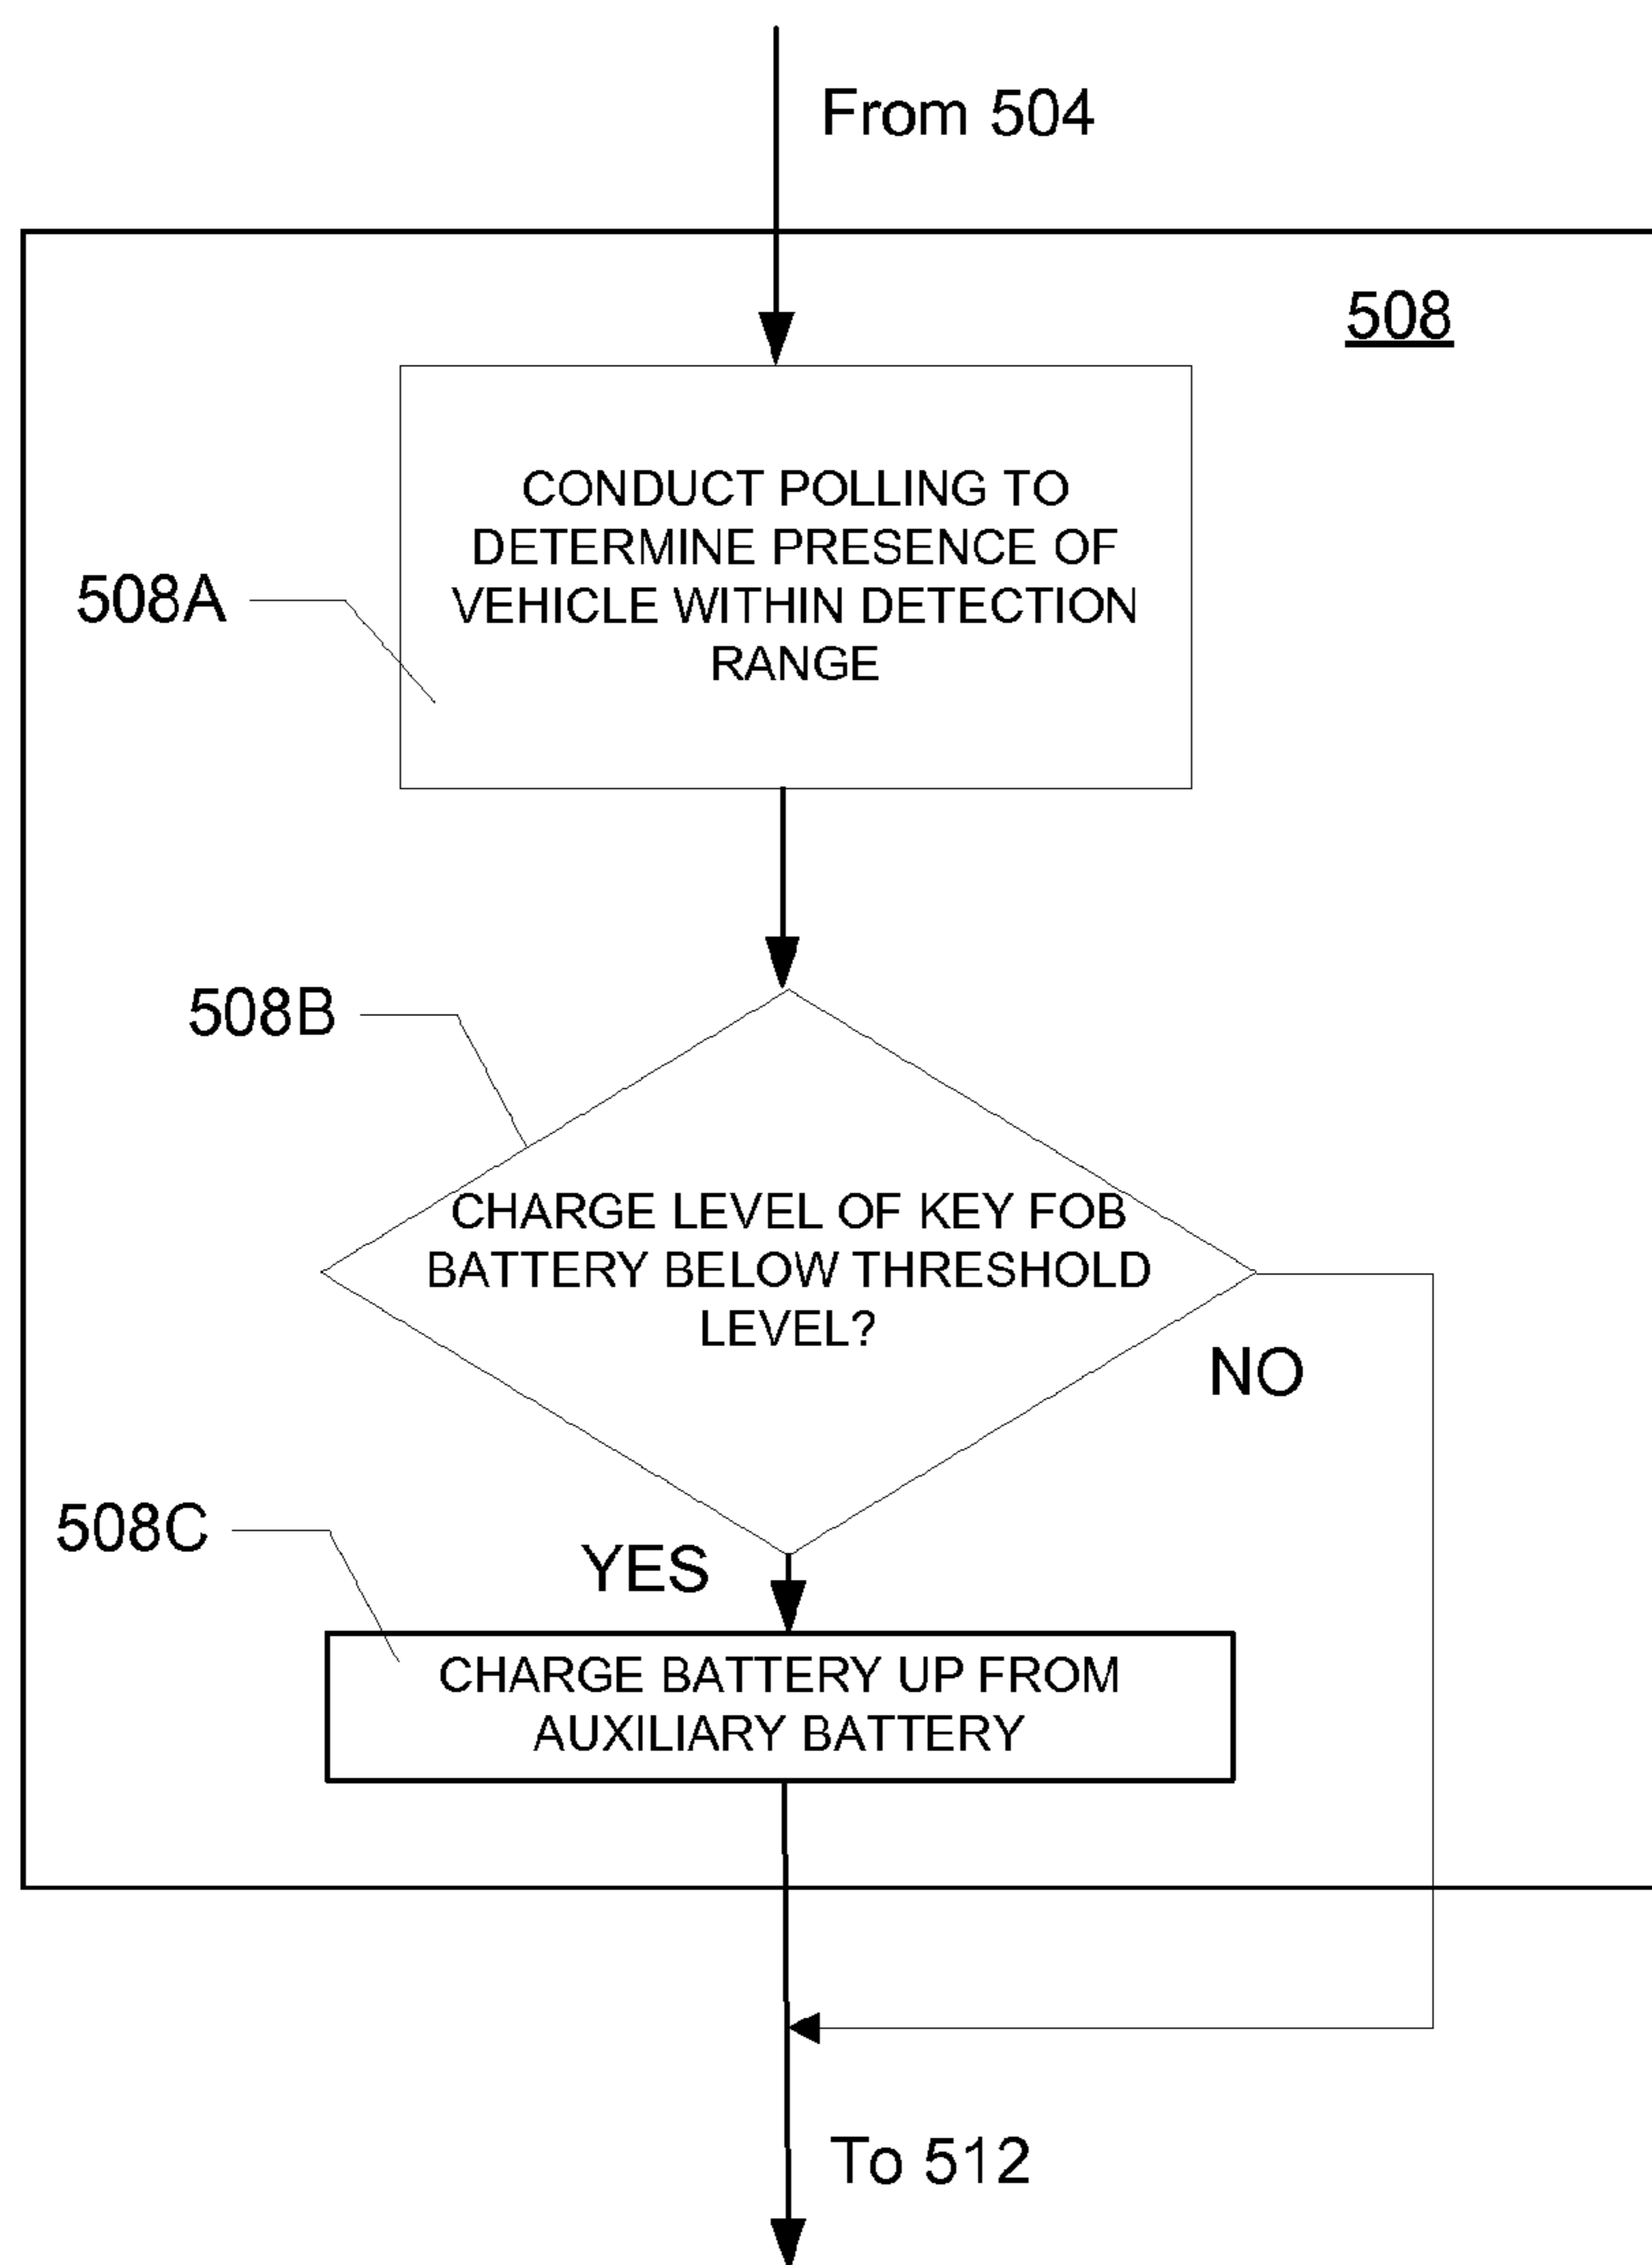 From 504
508
CONDUCT POLLING TO
DETERMINE PRESENCE OF
VEHICLE WITHIN DETECTION
RANGE
508A
508B
CHARGE LEVEL OF KEY FOB
BATTERY BELOW THRESHOLD
LEVEL?
NO
508C
YES
CHARGE BATTERY UP FROM
AUXILIARY BATTERY
To 512